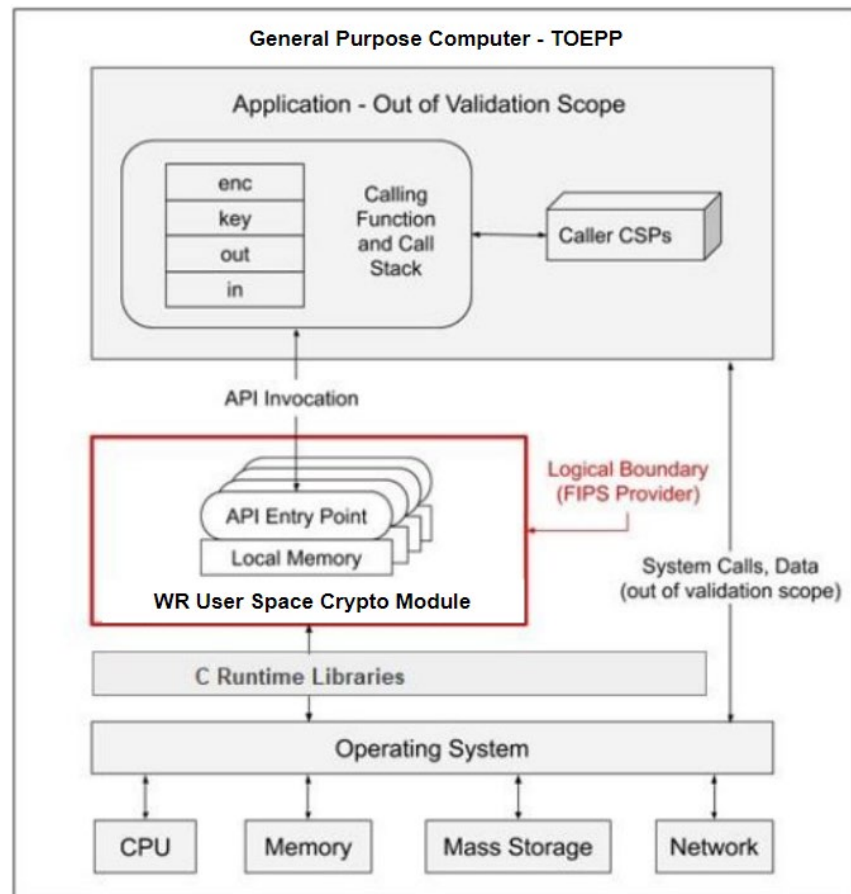 General Purpose Computer - TOEPP
Application - Out of Validation Scope
enc
key
out
in
Calling
Function
and Call
Stack
Caller CSPs
API Invocation
API Entry Point
Local Memory
WR User Space Crypto Module
Logical Boundary
(FIPS Provider)
System Calls, Data
(out of validation scope)
C Runtime Libraries
Operating System
CPU
Memory
Mass Storage
Network